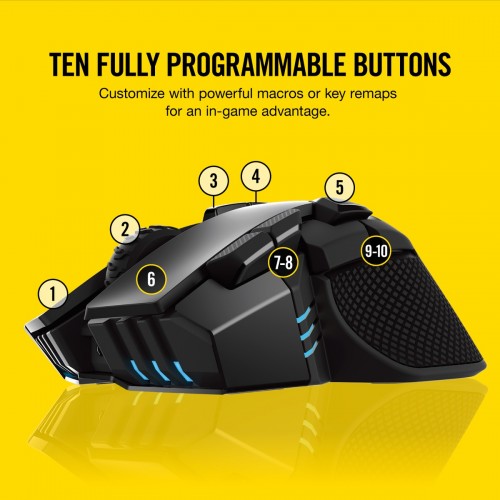 TEN FULLY PROGRAMMABLE BUTTONS
Customize with powerful macros or key remaps
for an in-game advantage.
3
4
5
2
7-8
9-10
6
1